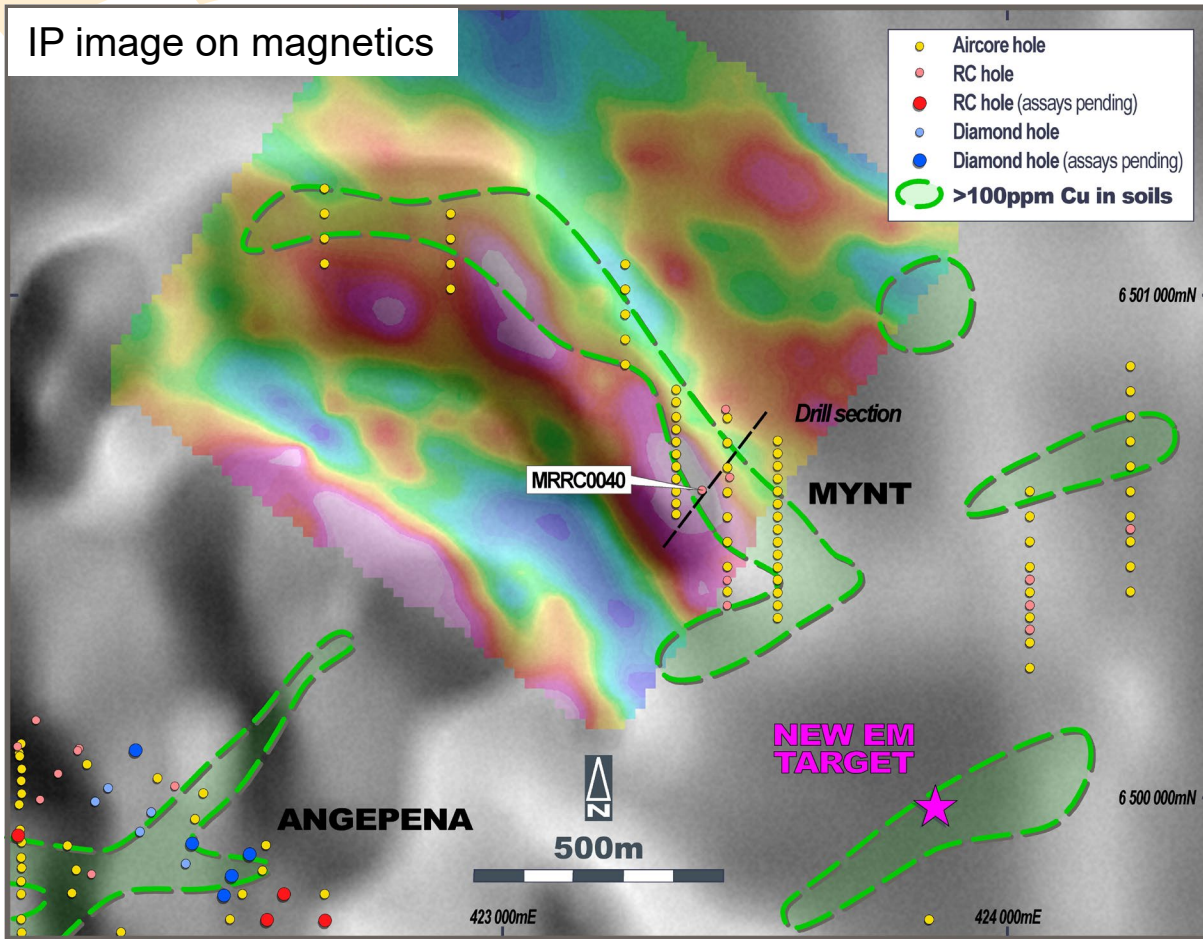 IP image on magnetics
Aircore hole
RC hole
RC hole (assays pending)
Diamond hole
Diamond hole (assays pending)
>100ppm Cu in soils
6 501 000mN
Drill section
MRRC0040
MYNT
NEW EM
TARGET
6 500 000mN
ANGEPENA
N
500m
423 000mE
424 000mE